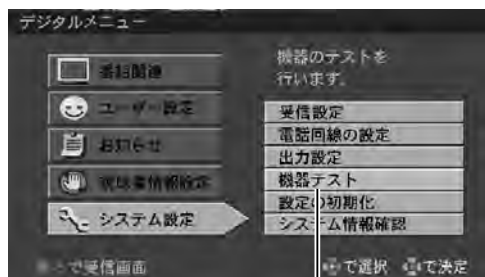 デジタルメニュー
番組関連
ユーザー設定
お知らせ
視聴者情報設定
システム設定
機器のテストを
行います。
受信設定
電話回線の設定
出力設定
機器テスト
設定の初期化
システム情報確認
で受信画面
で選択 で決定